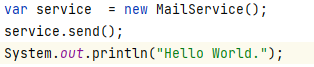 var service  = new MailService();
service.send();
System.out.println("Hello World.");